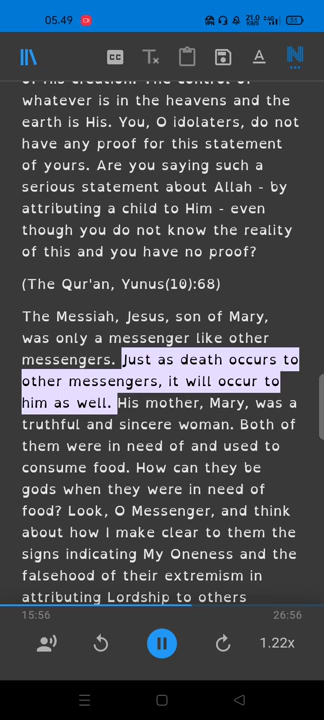 05.49
21.0 KB/S
CC
of His creation. The control of
whatever is in the heavens and the
earth is His. You, O idolaters, do not
have any proof for this statement
of yours. Are you saying such a
serious statement about Allah - by
attributing a child to Him - even
though you do not know the reality
of this and you have no proof?
(The Qur'an, Yunus(10):68)
The Messiah, Jesus, son of Mary,
was only a messenger like other
messengers. Just as death occurs to
other messengers, it will occur to
him as well. His mother, Mary, was a
truthful and sincere woman. Both of
them were in need of and used to
consume food. How can they be
gods when they were in need of
food? Look, O Messenger, and think
about how I make clear to them the
signs indicating My Oneness and the
falsehood of their extremism in
attributing Lordship to others
15:56
26:56
1.22x